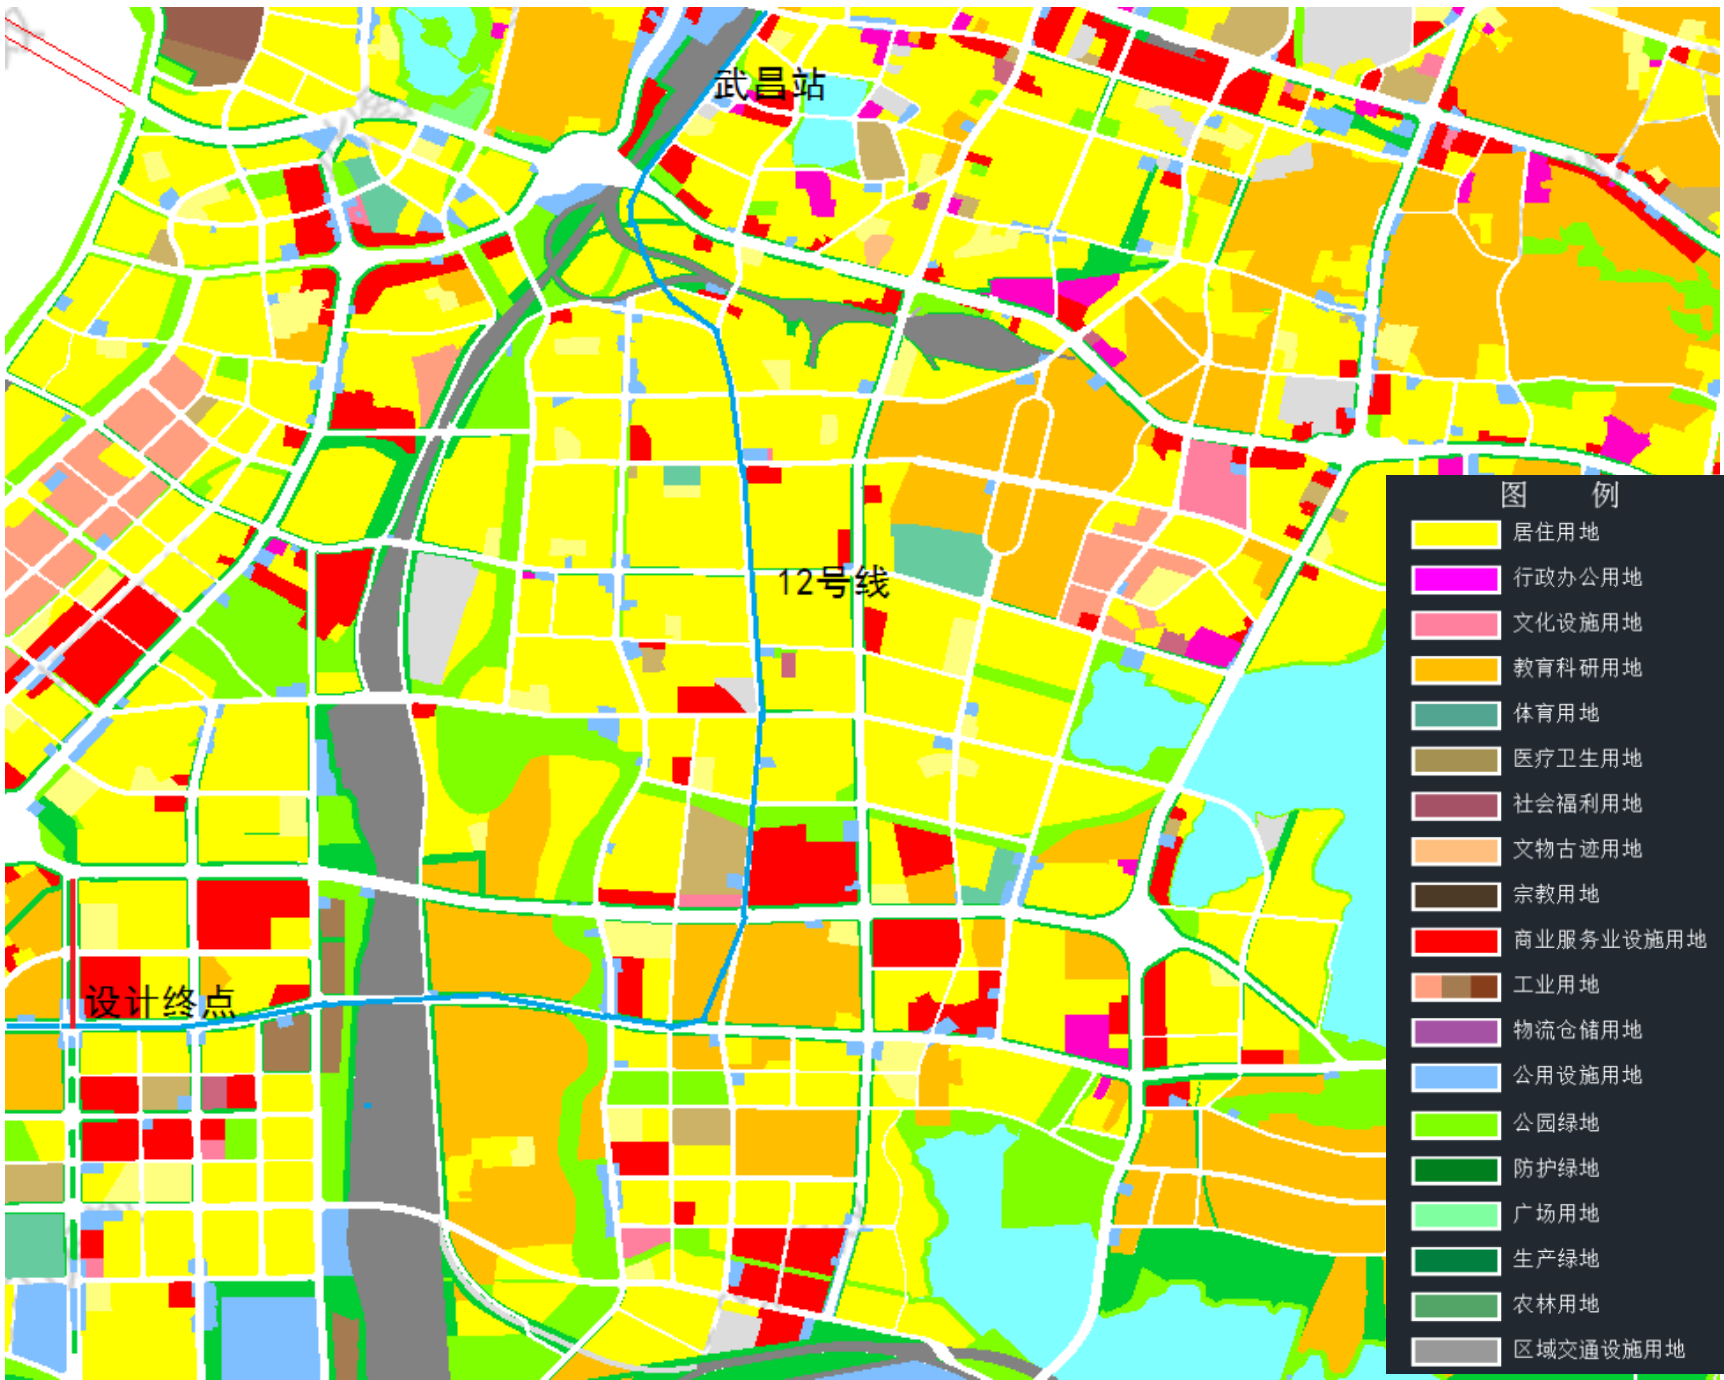 武昌站
12号线
设计终点
图 例
居住用地
行政办公用地
文化设施用地
教育科研用地
体育用地
医疗卫生用地
社会福利用地
文物古迹用地
宗教用地
商业服务业设施用地
工业用地
物流仓储用地
公用设施用地
公园绿地
防护绿地
广场用地
生产绿地
农林用地
区域交通设施用地